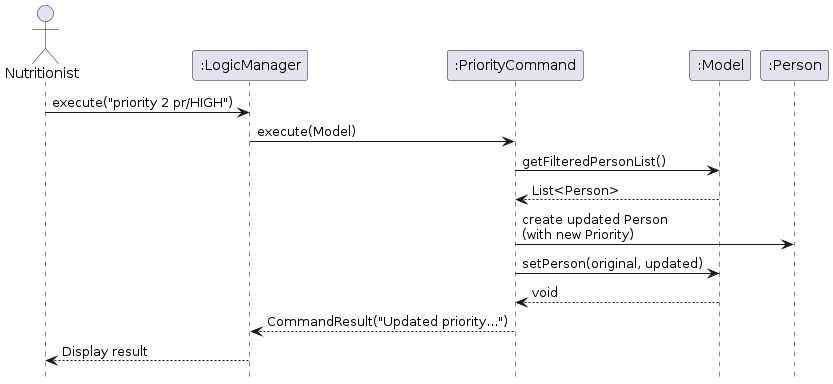 Nutritionist
:LogicManager
:PriorityCommand
:Model
:Person
execute("priority 2 pr/HIGH")
execute(Model)
getFilteredPersonList()
List<Person>
create updated Person
(with new Priority)
setPerson(original, updated)
void
CommandResult("Updated priority...")
Display result